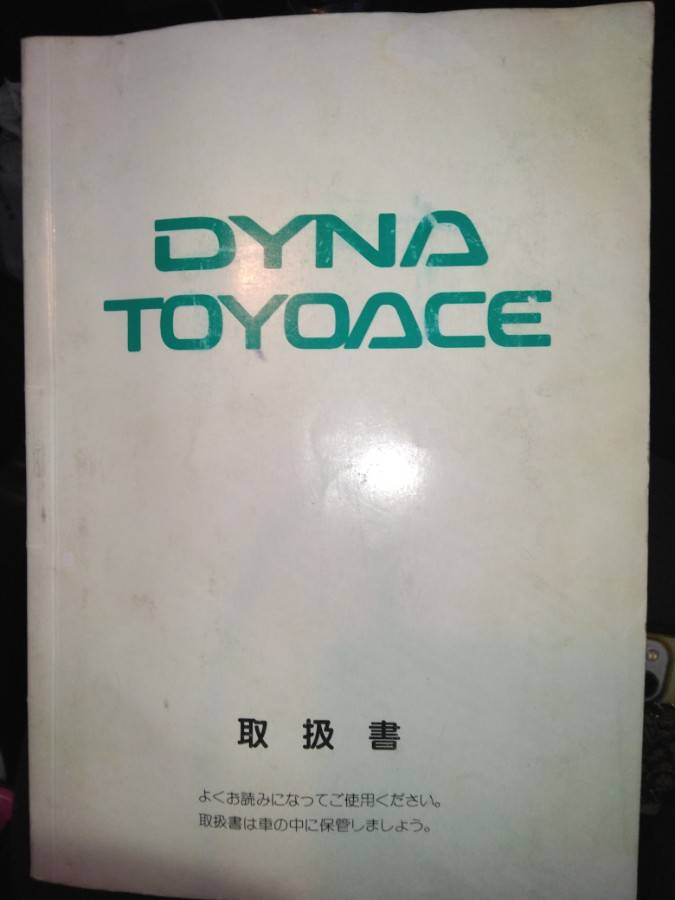 DYNA
TOYOACE
取扱書
よくお読みになってご使用ください。
取扱書は車の中に保管しましょう。